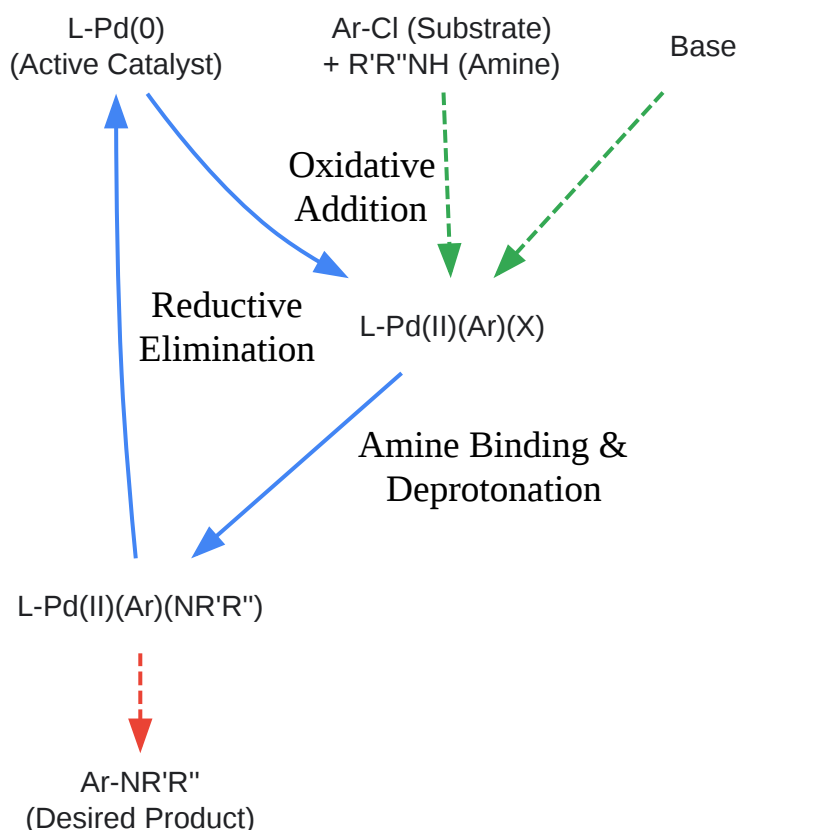 L-Pd(0)
(Active Catalyst)
Ar-Cl (Substrate)
+ R'R"NH (Amine)
Base
Oxidative
Addition
Reductive
Elimination
L-Pd(II)(Ar)(X)
Amine Binding &
Deprotonation
L-Pd(II)(Ar)(NR'R")
Ar-NR'R"
(Desired Product)